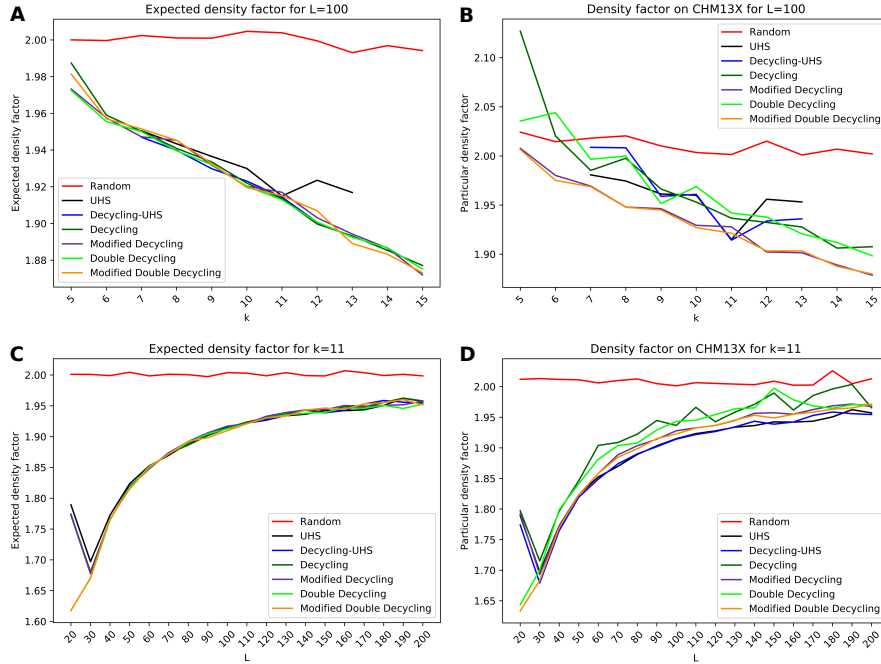 A
Expected density factor for L=100
Expected density factor
2.00
1.98
1.96
1.94
1.92
1.90
1.88
5 6 7 8 9 10 11 12 13 14 15
k
Random
UHS
Decycling-UHS
Decycling
Modified Decycling
Double Decycling
Modified Double Decycling
B
Density factor on CHM13X for L=100
Particular density factor
2.10
2.05
2.00
1.95
1.90
5 6 7 8 9 10 11 12 13 14 15
k
Random
UHS
Decycling-UHS
Decycling
Modified Decycling
Double Decycling
Modified Double Decycling
C
Expected density factor for k=11
Expected density factor
2.00
1.95
1.90
1.85
1.80
1.75
1.70
1.65
1.60
20 30 40 50 60 70 80 90 100 110 120 130 140 150 160 170 180 190 200
L
Random
UHS
Decycling-UHS
Decycling
Modified Decycling
Double Decycling
Modified Double Decycling
D
Density factor on CHM13X for k=11
Particular density factor
2.00
1.95
1.90
1.85
1.80
1.75
1.70
1.65
20 30 40 50 60 70 80 90 100 110 120 130 140 150 160 170 180 190 200
L
Random
UHS
Decycling-UHS
Decycling
Modified Decycling
Double Decycling
Modified Double Decycling